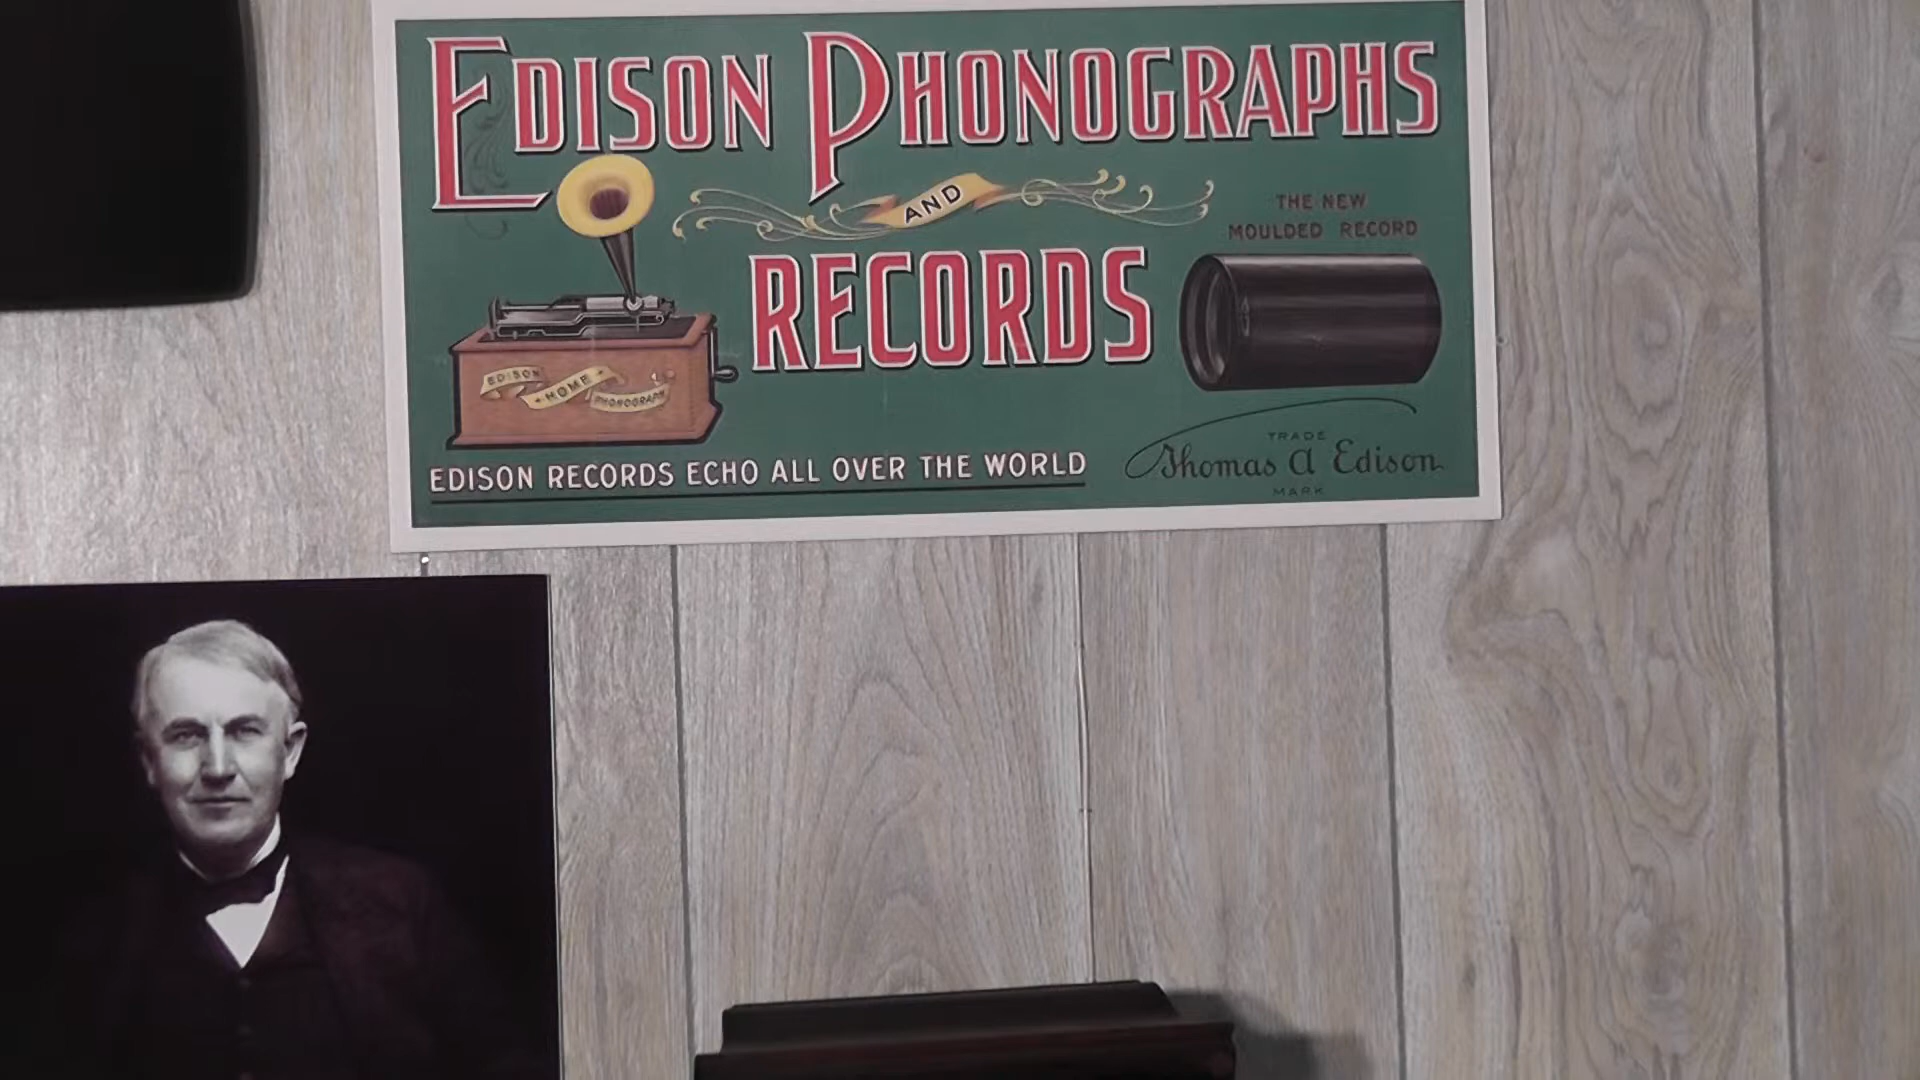 EDISON PHONOGRAPHS
AND
RECORDS
THE NEW
MOULDED RECORD
EDISON
HOME
PHONOGRAPH
EDISON RECORDS ECHO ALL OVER THE WORLD
TRADE
Thomas A Edison
MARK